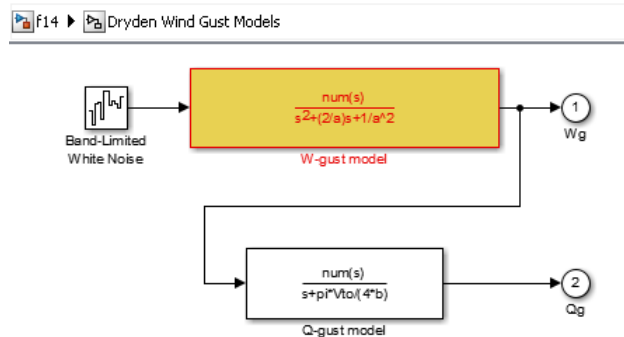 f14 Dryden Wind Gust Models
num(s)
s2+(2/a)s+1/a^2
W-gust model
Band-Limited
White Noise
1
Wg
num(s)
s+pi*Vto/(4*b)
Q-gust model
2
Qg